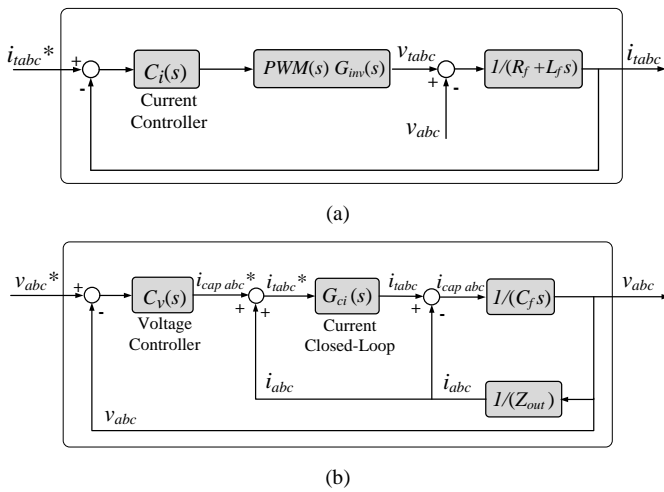 i_tabc* + - C_i(s) PWM(s) G_inv(s) v_tabc + - 1/(R_f +L_f s) i_tabc
Current
Controller
v_abc
(a)
v_abc* + - C_v(s) i_cap abc* + + i_tabc* G_ci (s) i_tabc + - i_cap abc 1/(C_f s) v_abc
Voltage
Controller
Current
Closed-Loop
i_abc i_abc 1/(Z_out)
v_abc
(b)